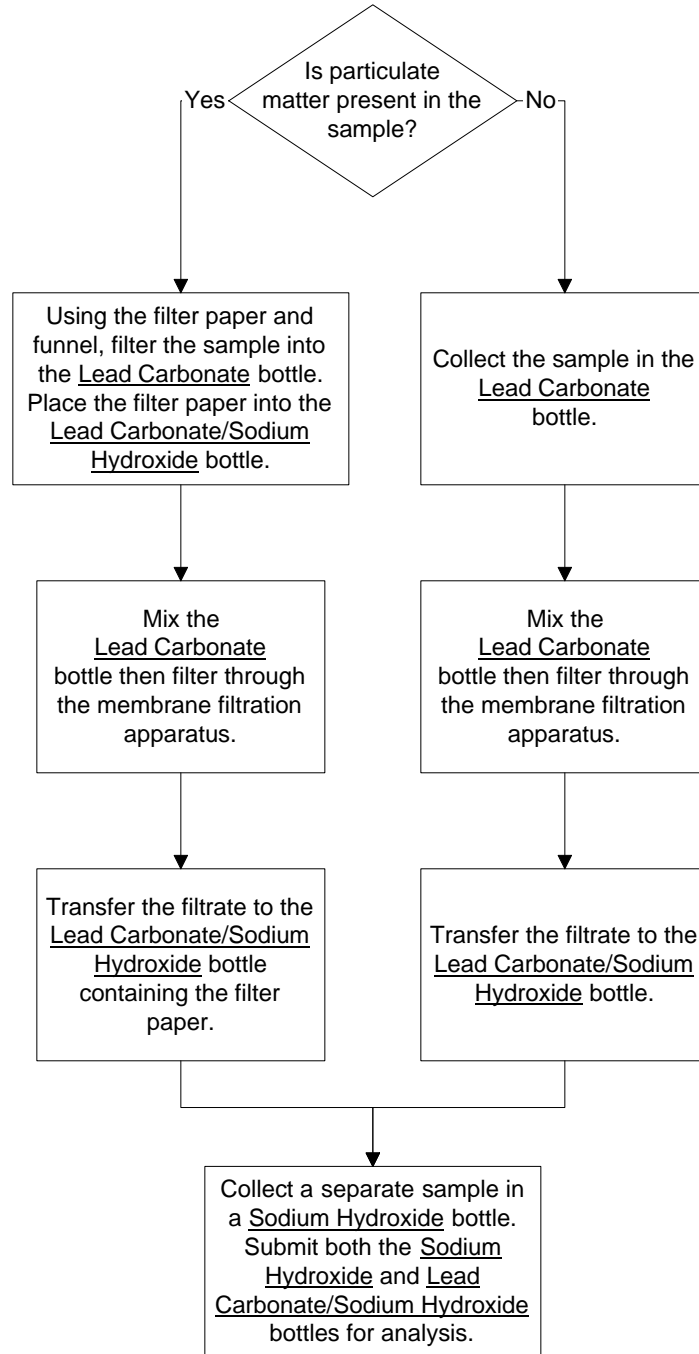 Is particulate
matter present in the
sample?
Yes
No
Using the filter paper and
funnel, filter the sample into
the Lead Carbonate bottle.
Place the filter paper into the
Lead Carbonate/Sodium
Hydroxide bottle.
Collect the sample in the
Lead Carbonate
bottle.
Mix the
Lead Carbonate
bottle then filter through
the membrane filtration
apparatus.
Mix the
Lead Carbonate
bottle then filter through
the membrane filtration
apparatus.
Transfer the filtrate to the
Lead Carbonate/Sodium
Hydroxide bottle
containing the filter
paper.
Transfer the filtrate to the
Lead Carbonate/Sodium
Hydroxide bottle.
Collect a separate sample in
a Sodium Hydroxide bottle.
Submit both the Sodium
Hydroxide and Lead
Carbonate/Sodium Hydroxide
bottles for analysis.